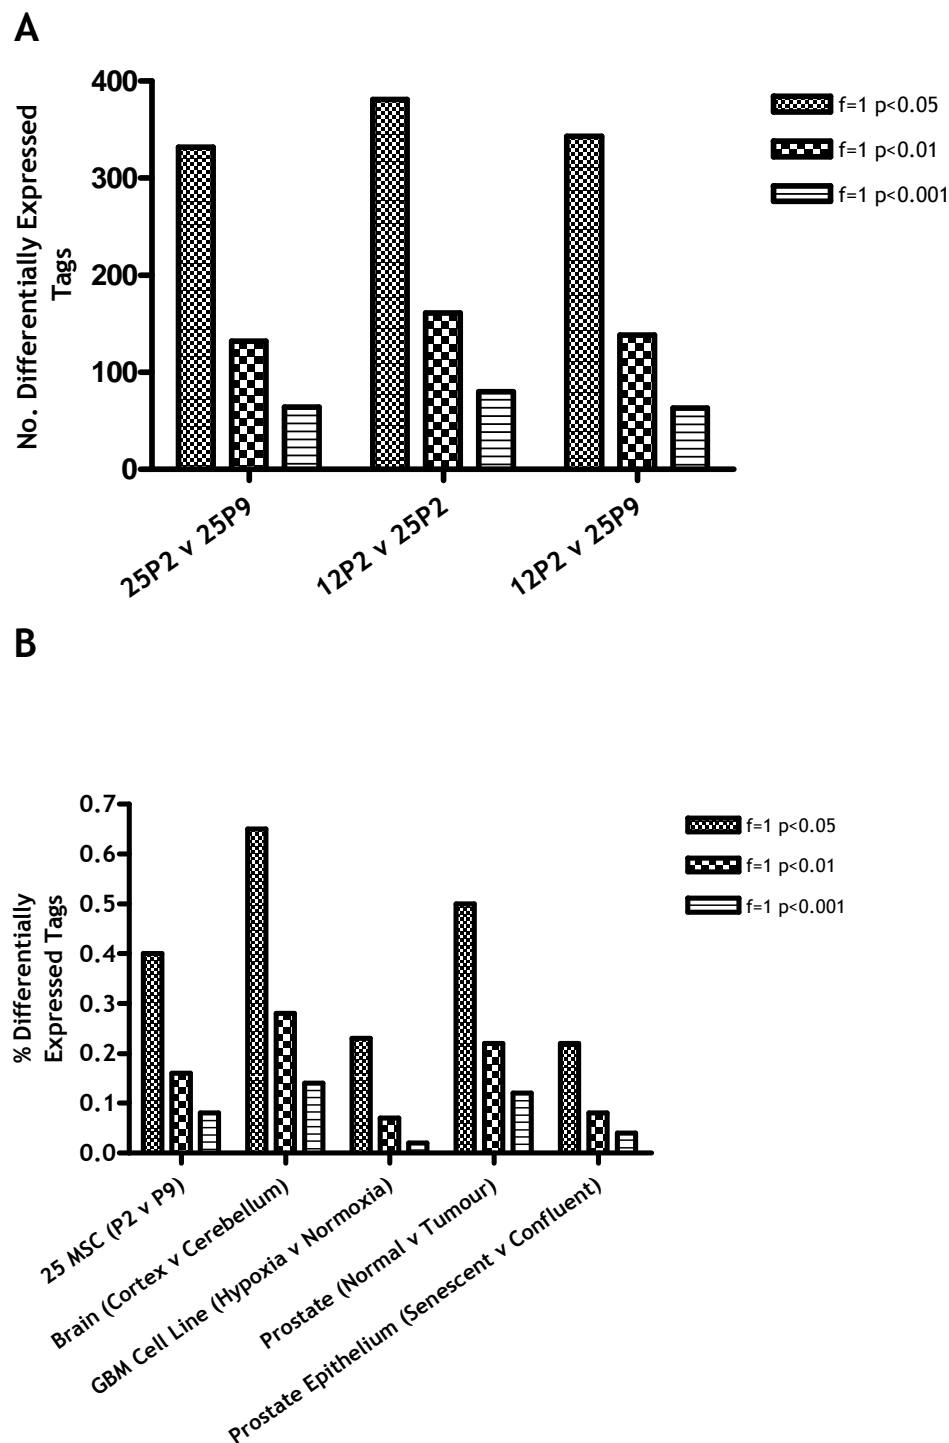 A
400
300
200
100
0
No. Differentially Expressed
Tags
f=1 p<0.05
f=1 p<0.01
f=1 p<0.001
25P2 v 25P9
12P2 v 25P2
12P2 v 25P9
B
0.7
0.6
0.5
0.4
0.3
0.2
0.1
0.0
% Differentially
Expressed Tags
f=1 p<0.05
f=1 p<0.01
f=1 p<0.001
25 MSC (P2 v P9)
Brain (Cortex v Cerebellum)
GBM Cell Line (Hypoxia v Normoxia)
Prostate (Normal v Tumour)
Prostate Epithelium (Senescent v Confluent)